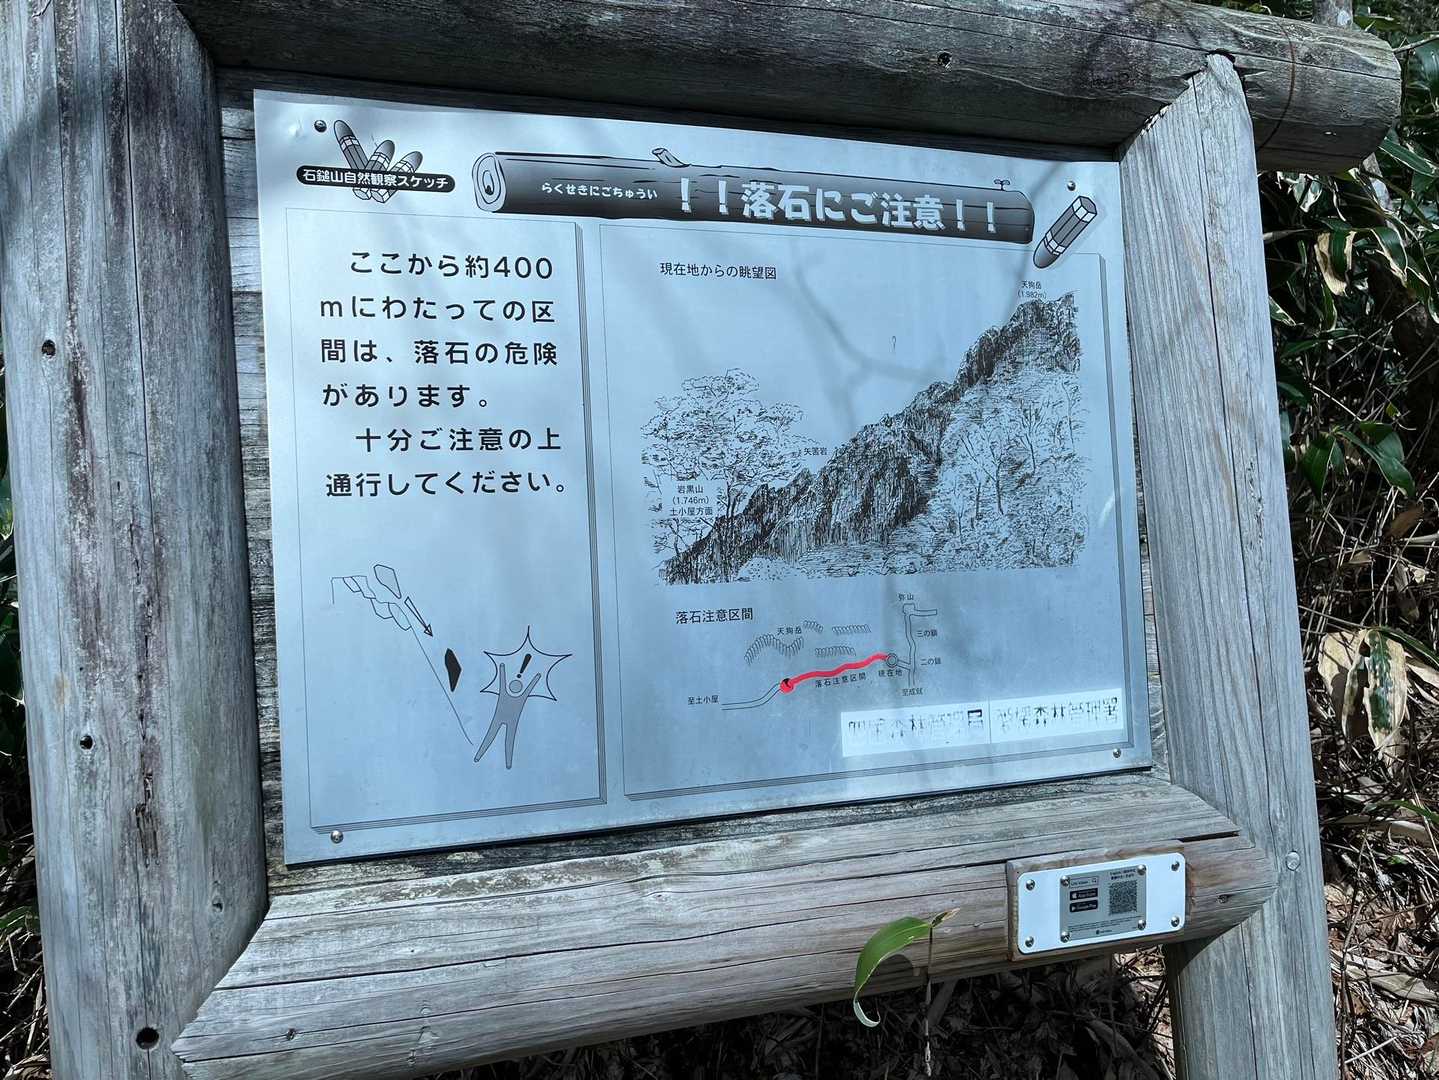 石鎚山自然観察スケッチ
らくせきにごちゅうい
！！落石にご注意！！
ここから約400
mにわたっての区
間は、落石の危険
があります。
十分ご注意の上
通行してください。
現在地からの眺望図
天狗岳
(1.982m)
矢筈岩
岩黒山
(1.746m)
土小屋方面
落石注意区間
弥山
天狗岳
三の鎖
二の鎖
落石注意区間
現在地
至土小屋
至成就
愛媛森林管理署